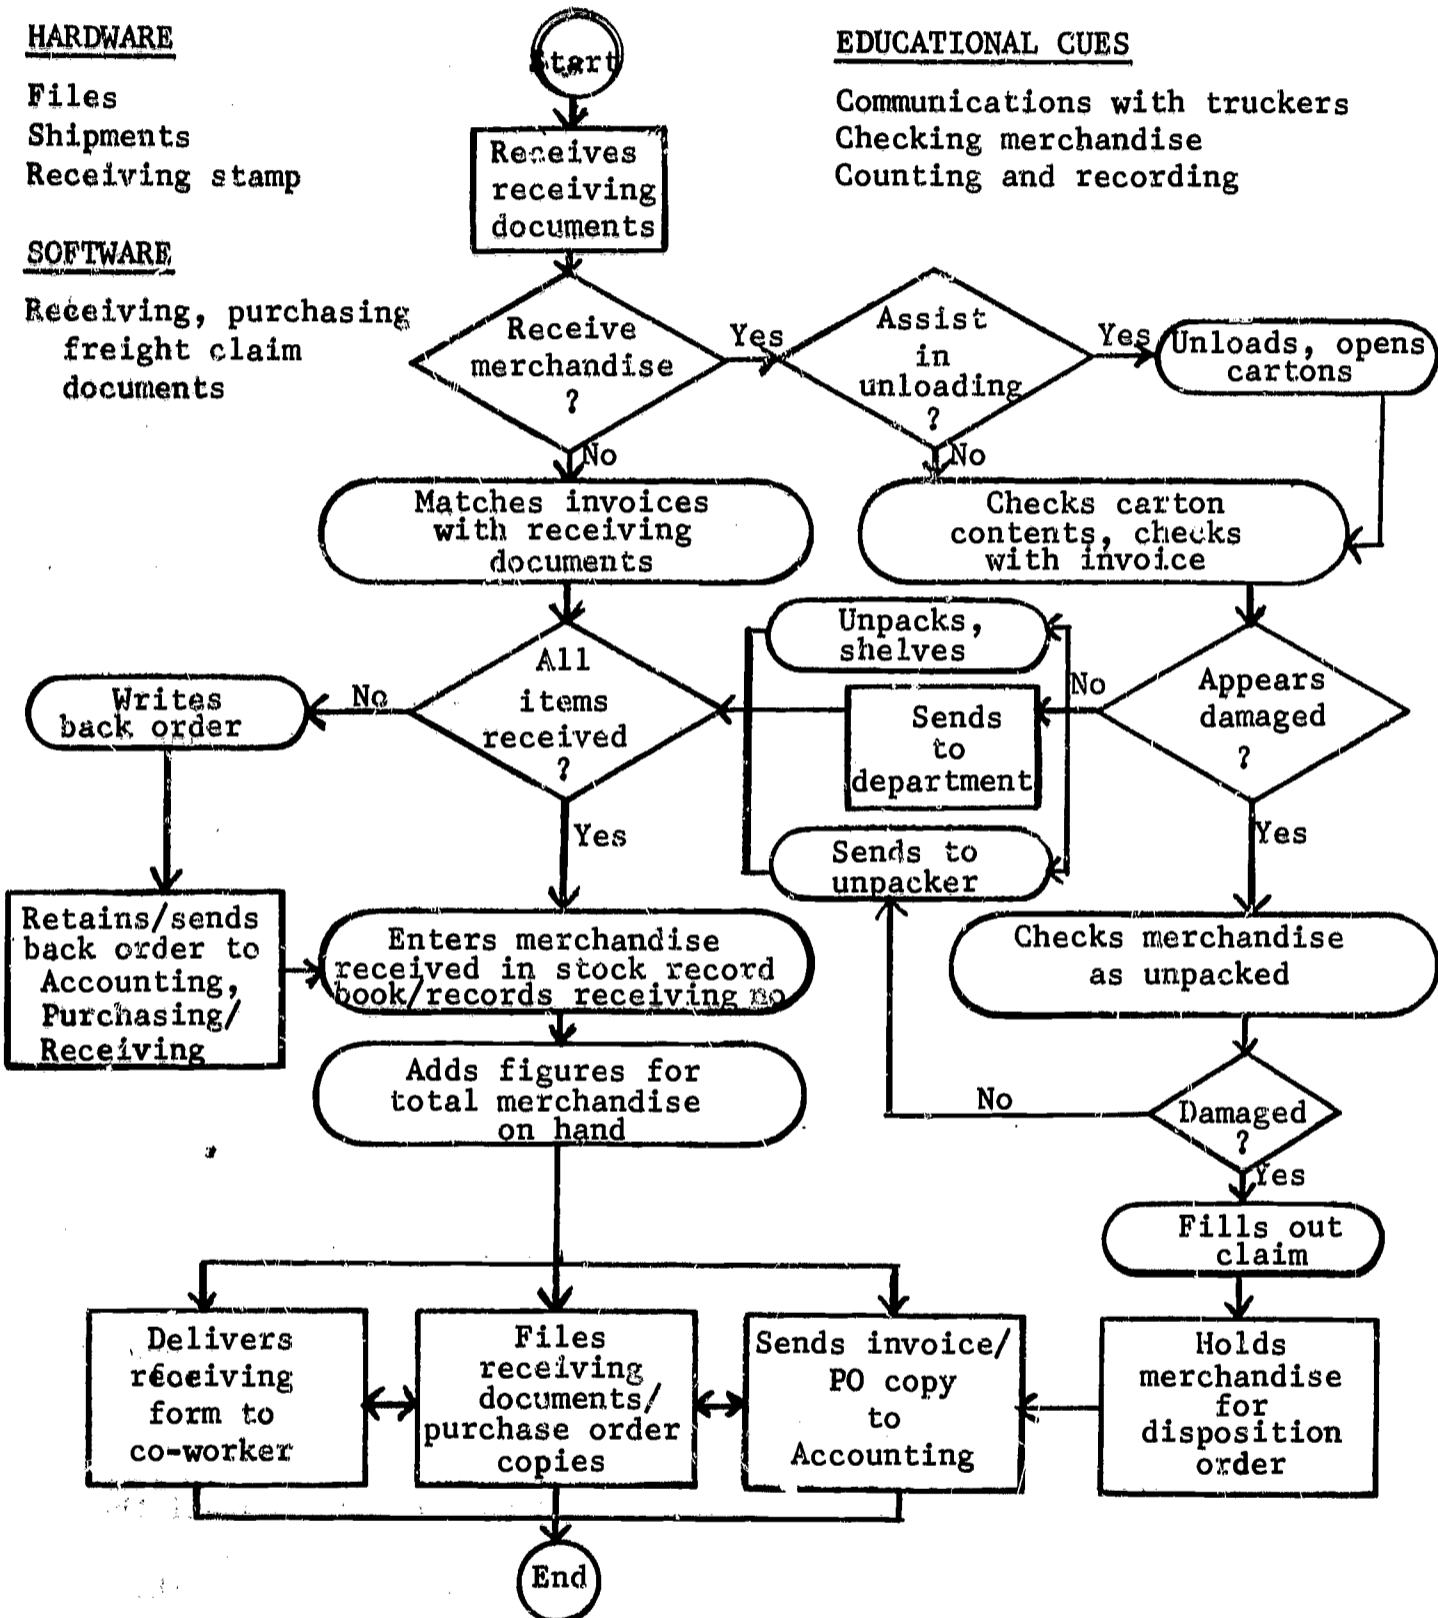 HARDWARE
Files
Shipments
Receiving stamp
SOFTWARE
Receiving, purchasing
freight claim
documents
EDUCATIONAL CUES
Communications with truckers
Checking merchandise
Counting and recording
Start
Receives
receiving
documents
Receive
merchandise
?
Yes
Assist
in
unloading
?
Yes
Unloads, opens
cartons
No
No
Matches invoices
with receiving
documents
Checks carton
contents, checks
with invoice
All
items
received
?
No
Writes
back order
Unpacks,
shelves
Sends
to
department
Sends to
unpacker
No
Appears
damaged
?
Yes
Yes
Retains/sends
back order to
Accounting,
Purchasing/
Receiving
Enters merchandise
received in stock record
book/records receiving no
Checks merchandise
as unpacked
Adds figures for
total merchandise
on hand
No
Damaged
?
Yes
Fills out
claim
Delivers
receiving
form to
co-worker
Files
receiving
documents/
purchase order
copies
Sends invoice/
PO copy
to
Accounting
Holds
merchandise
for
disposition
order
End